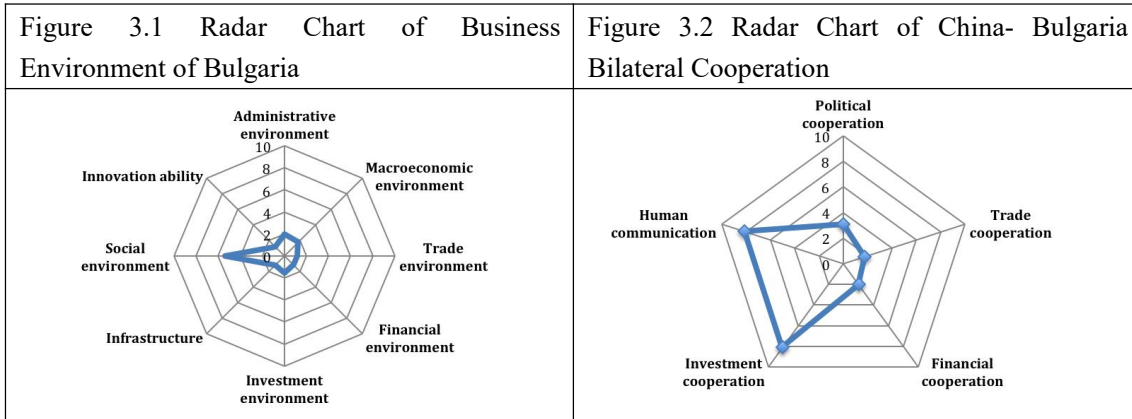 Figure 3.1 Radar Chart of Business
Environment of Bulgaria
Figure 3.2 Radar Chart of China- Bulgaria
Bilateral Cooperation
Administrative
environment
10
8
6
4
2
0
Macroeconomic
environment
Trade
environment
Financial
environment
Investment
environment
Infrastructure
Social
environment
Innovation ability
Political
cooperation
10
8
6
4
2
0
Trade
cooperation
Financial
cooperation
Investment
cooperation
Human
communication